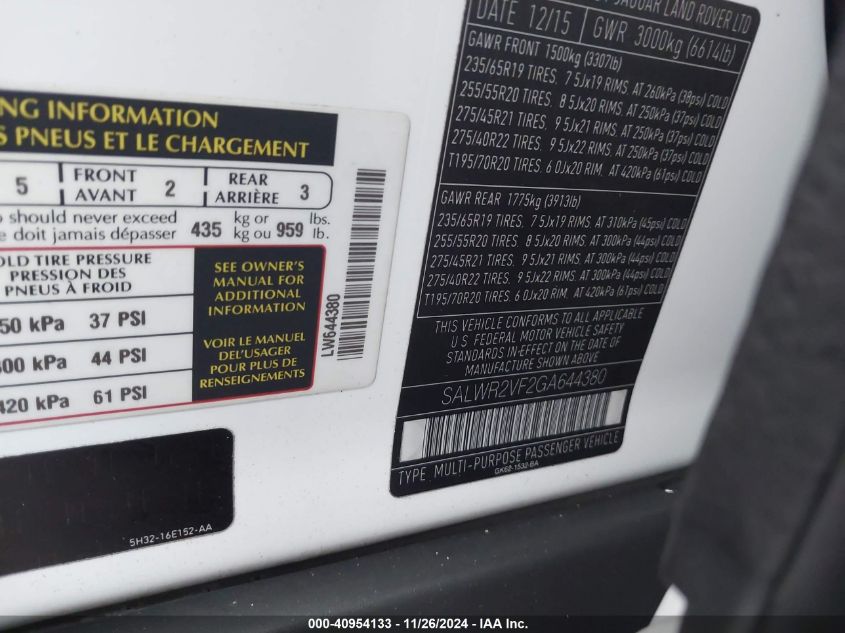 ING INFORMATION
S PNEUS ET LE CHARGEMENT
5 FRONT AVANT 2 REAR ARRIÈRE 3
should never exceed 435 kg or 959 lbs.
doit jamais dépasser kg ou lb.
OLD TIRE PRESSURE
PRESSION DES
PNEUS À FROID
50 kPa 37 PSI
300 kPa 44 PSI
420 kPa 61 PSI
SEE OWNER'S
MANUAL FOR
ADDITIONAL
INFORMATION
VOIR LE MANUEL
DEL'USAGER
POUR PLUS DE
RENSEIGNEMENTS
LW644380
5H32-16E152-AA
JAGUAR LAND ROVER LTD
DATE 12/15 GWR 3000kg (6614lb)
GAWR FRONT 1500kg (3307lb)
235/65R19 TIRES. 7 5Jx19 RIMS. AT 260kPa (38psi) COLD
255/55R20 TIRES. 8 5Jx20 RIMS. AT 250kPa (37psi) COLD
275/45R21 TIRES. 9 5Jx21 RIMS. AT 250kPa (37psi) COLD
275/40R22 TIRES. 9 5Jx22 RIMS. AT 250kPa (37psi) COLD
T195/70R20 TIRES. 6 0Jx20 RIM. AT 420kPa (61psi) COLD
GAWR REAR 1775kg (3913lb)
235/65R19 TIRES. 7 5Jx19 RIMS. AT 310kPa (45psi) COLD
255/55R20 TIRES. 8 5Jx20 RIMS. AT 300kPa (44psi) COLD
275/45R21 TIRES. 9 5Jx21 RIMS. AT 300kPa (44psi) COLD
275/40R22 TIRES. 9 5Jx22 RIMS. AT 300kPa (44psi) COLD
T195/70R20 TIRES. 6 0Jx20 RIM. AT 420kPa (61psi) COLD
THIS VEHICLE CONFORMS TO ALL APPLICABLE
U.S. FEDERAL MOTOR VEHICLE SAFETY
STANDARDS IN-EFFECT ON THE DATE OF
MANUFACTURE SHOWN ABOVE
SALWR2VF2GA644380
TYPE MULTI-PURPOSE PASSENGER VEHICLE
GK62-1532-BA
000-40954133 - 11/26/2024 - IAA Inc.